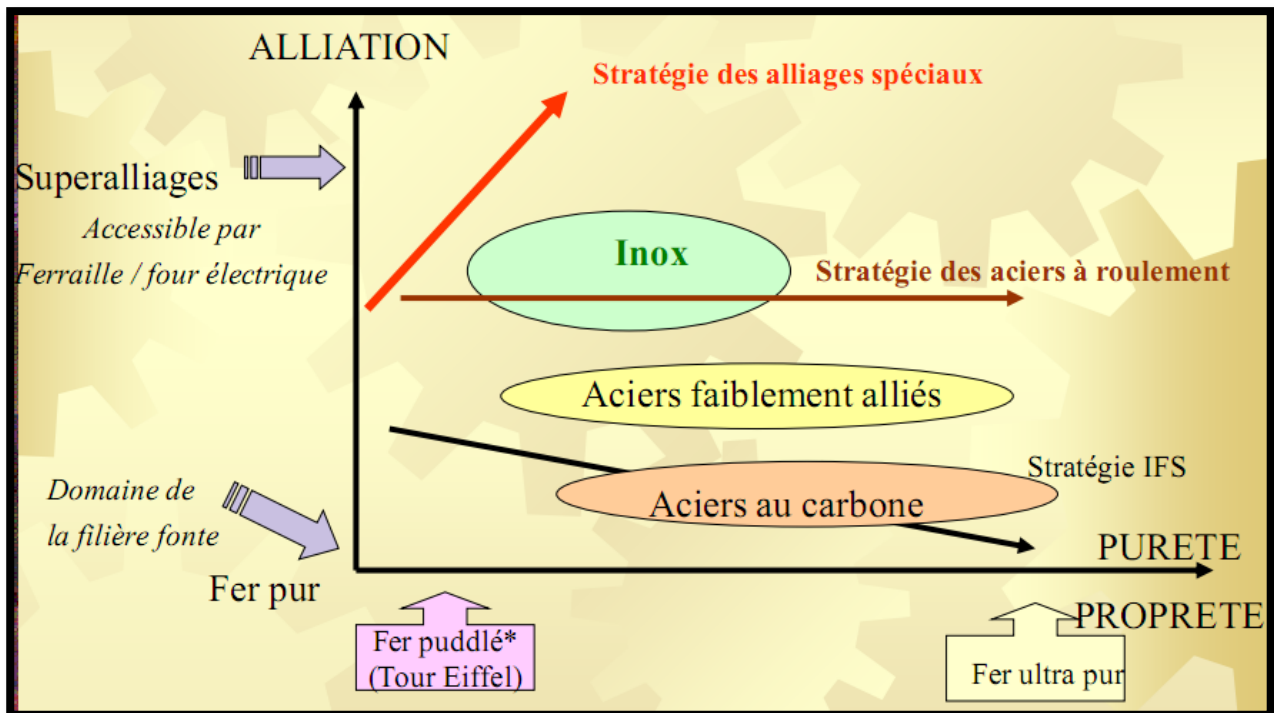 ALLIATION
Stratégie des alliages spéciaux
Superalliages
Accessible par
Ferraille / four électrique
Inox
Stratégie des aciers à roulement
Aciers faiblement alliés
Stratégie IFS
Aciers au carbone
Domaine de
la filière fonte
Fer pur
PURETE
PROPRETE
Fer puddlé*
(Tour Eiffel)
Fer ultra pur